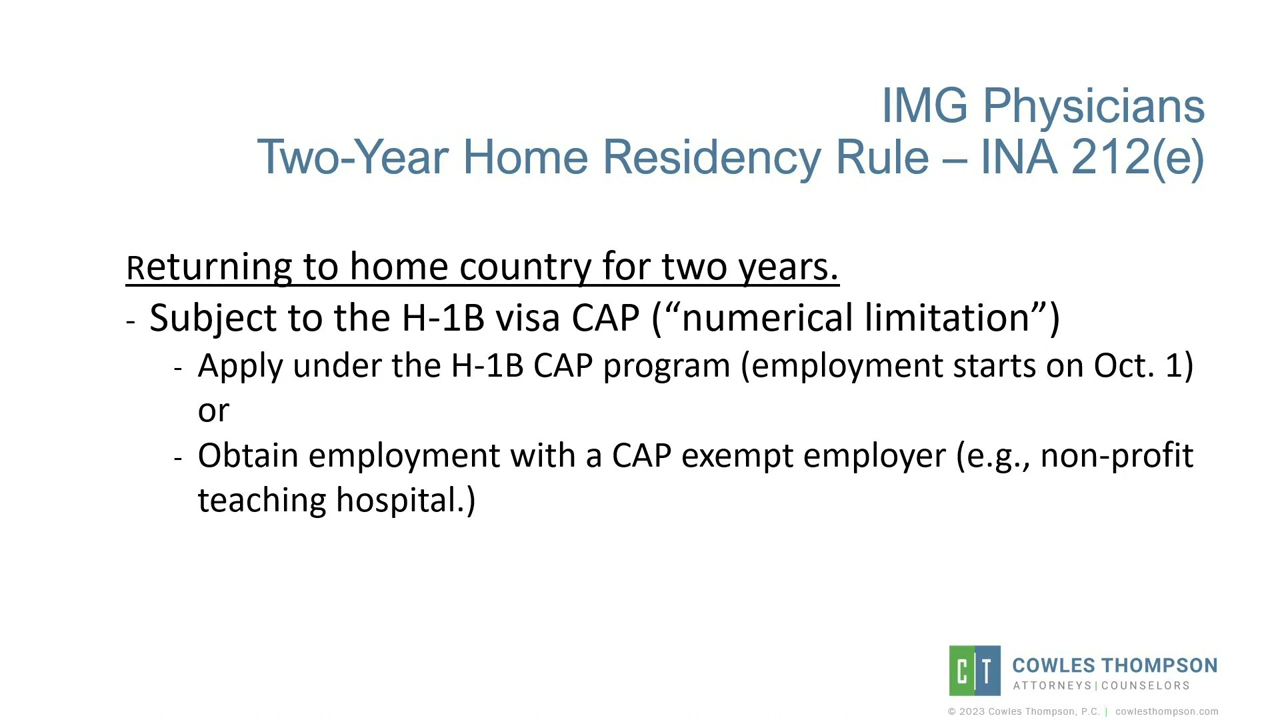 IMG Physicians
Two-Year Home Residency Rule – INA 212(e)
Returning to home country for two years.
- Subject to the H-1B visa CAP (“numerical limitation”)
- Apply under the H-1B CAP program (employment starts on Oct. 1)
or
- Obtain employment with a CAP exempt employer (e.g., non-profit
teaching hospital.)
C|T
COWLES THOMPSON
ATTORNEYS|COUNSELORS
© 2023 Cowles Thompson, P.C. | cowlesthompson.com